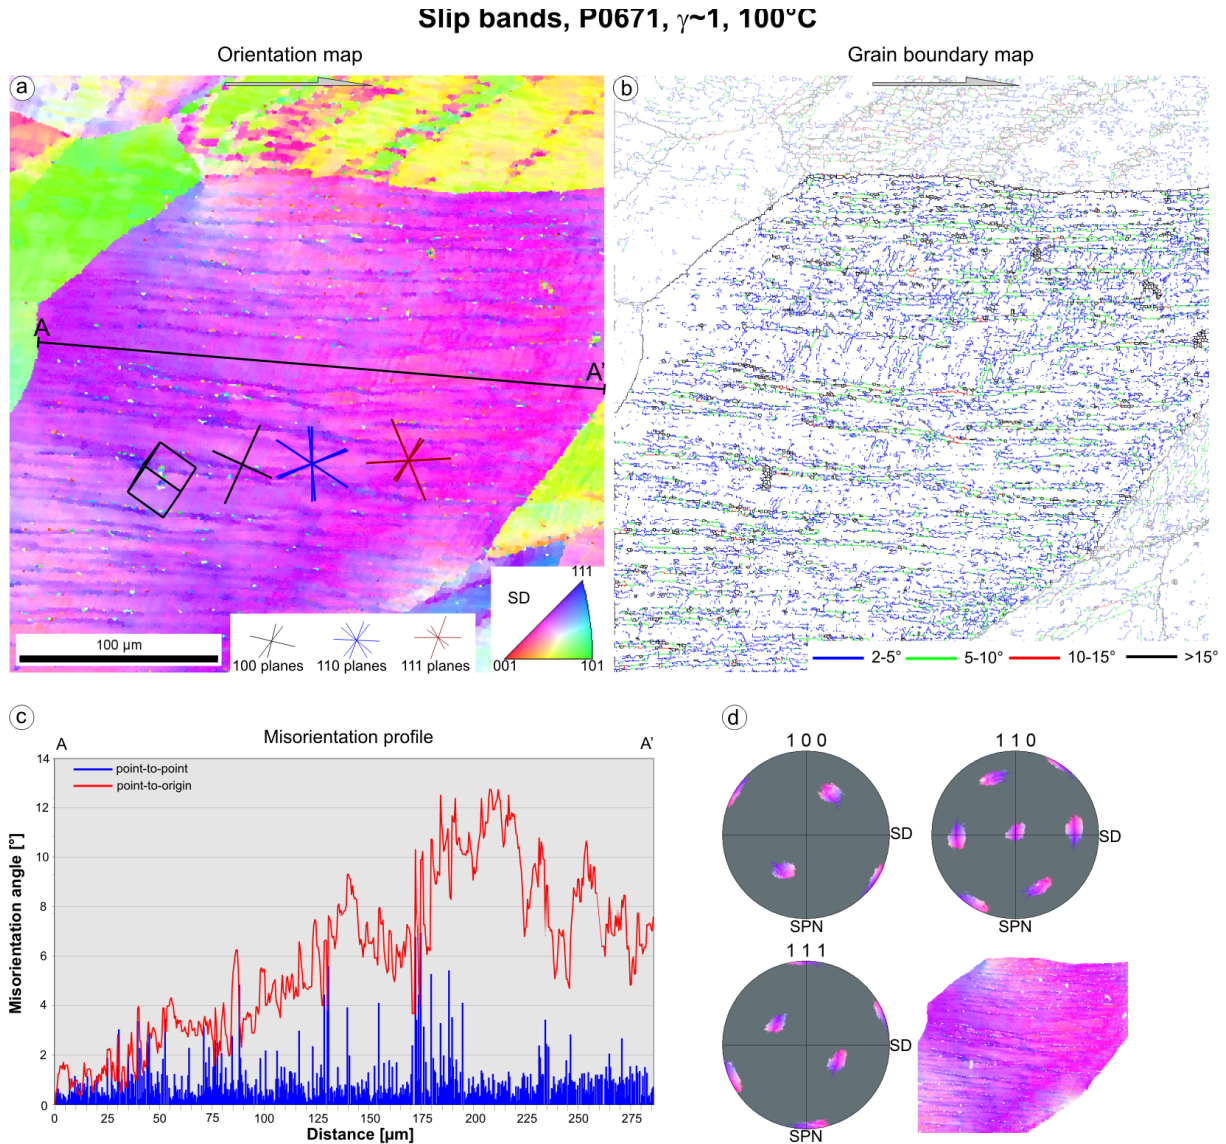 Slip bands, P0671, γ~1, 100°C
Orientation map
Grain boundary map
a
b
A
A'
SD
111
001
101
100 µm
100 planes
110 planes
111 planes
2-5°
5-10°
10-15°
>15°
c
d
Misorientation profile
A
A'
point-to-point
point-to-origin
Misorientation angle [°]
14
12
10
8
6
4
2
0
0
25
50
75
100
125
150
175
200
225
250
275
Distance [µm]
1 0 0
SD
SPN
1 1 0
SD
SPN
1 1 1
SD
SPN